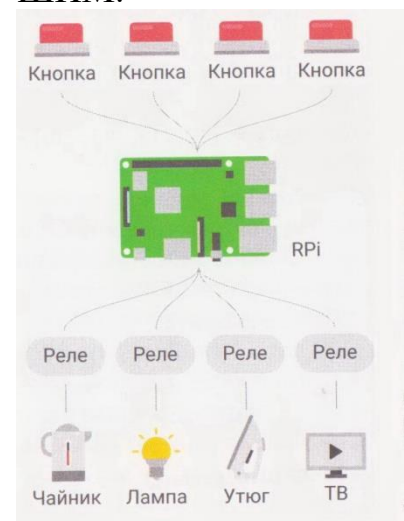 Кнопка Кнопка Кнопка Кнопка
RPi
Реле Реле Реле Реле
Чайник Лампа Утюг ТВ